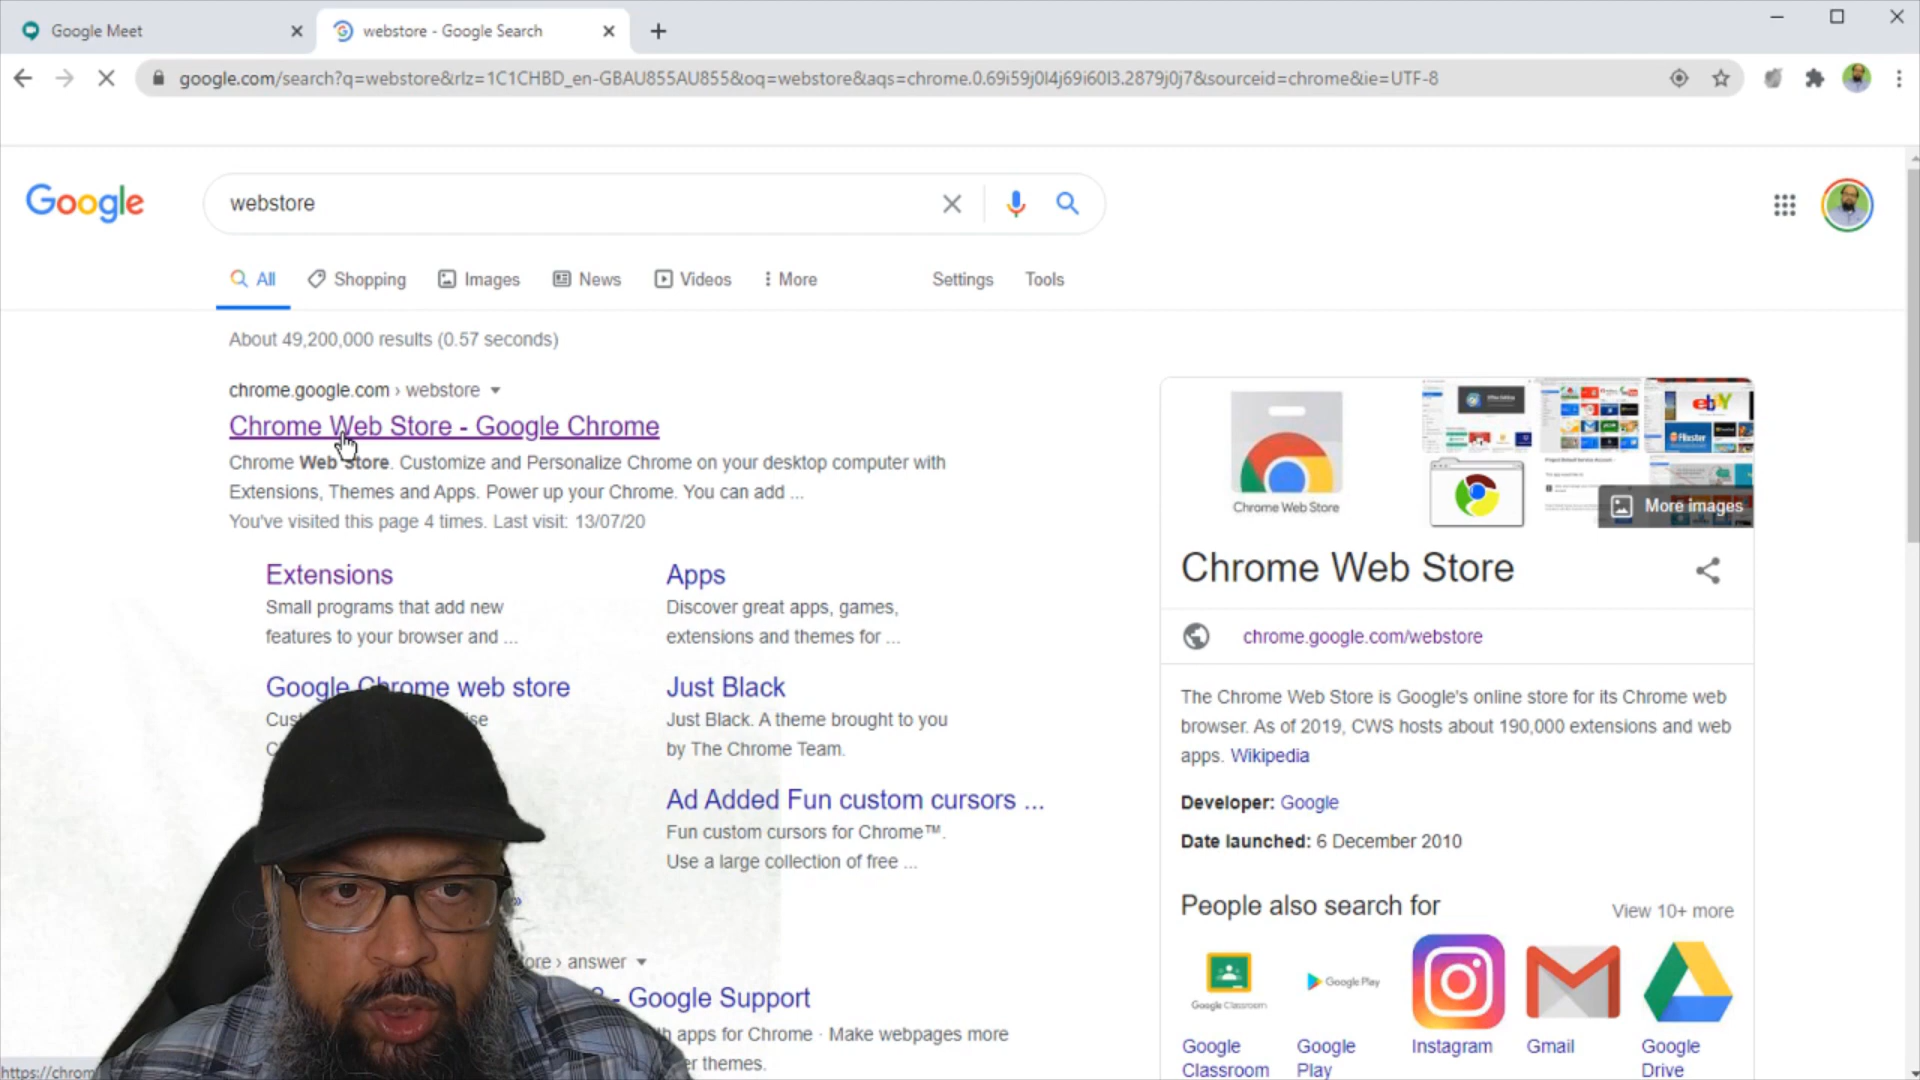 Google Meet
webstore - Google Search
google.com/search?q=webstore&rlz=1C1CHBD_en-GBAU855AU855&oq=webstore&aqs=chrome.0.69i59j0l4j69i60l3.2879j0j7&sourceid=chrome&ie=UTF-8
Google
webstore
All
Shopping
Images
News
Videos
More
Settings
Tools
About 49,200,000 results (0.57 seconds)
chrome.google.com › webstore
Chrome Web Store - Google Chrome
Chrome Web Store. Customize and Personalize Chrome on your desktop computer with
Extensions, Themes and Apps. Power up your Chrome. You can add ...
You've visited this page 4 times. Last visit: 13/07/20
Extensions
Small programs that add new
features to your browser and ...
Apps
Discover great apps, games,
extensions and themes for ...
Google Chrome web store
Just Black
Just Black. A theme brought to you
by The Chrome Team.
Ad Added Fun custom cursors ...
Fun custom cursors for Chrome™.
Use a large collection of free ...
› answer
- Google Support
apps for Chrome · Make webpages more
themes.
https://chrom
Chrome Web Store
ebY
Flixster
More images
Chrome Web Store
chrome.google.com/webstore
The Chrome Web Store is Google's online store for its Chrome web
browser. As of 2019, CWS hosts about 190,000 extensions and web
apps. Wikipedia
Developer: Google
Date launched: 6 December 2010
People also search for
View 10+ more
Google Classroom
Google Play
Google
Classroom
Google
Play
Instagram
Gmail
Google
Drive